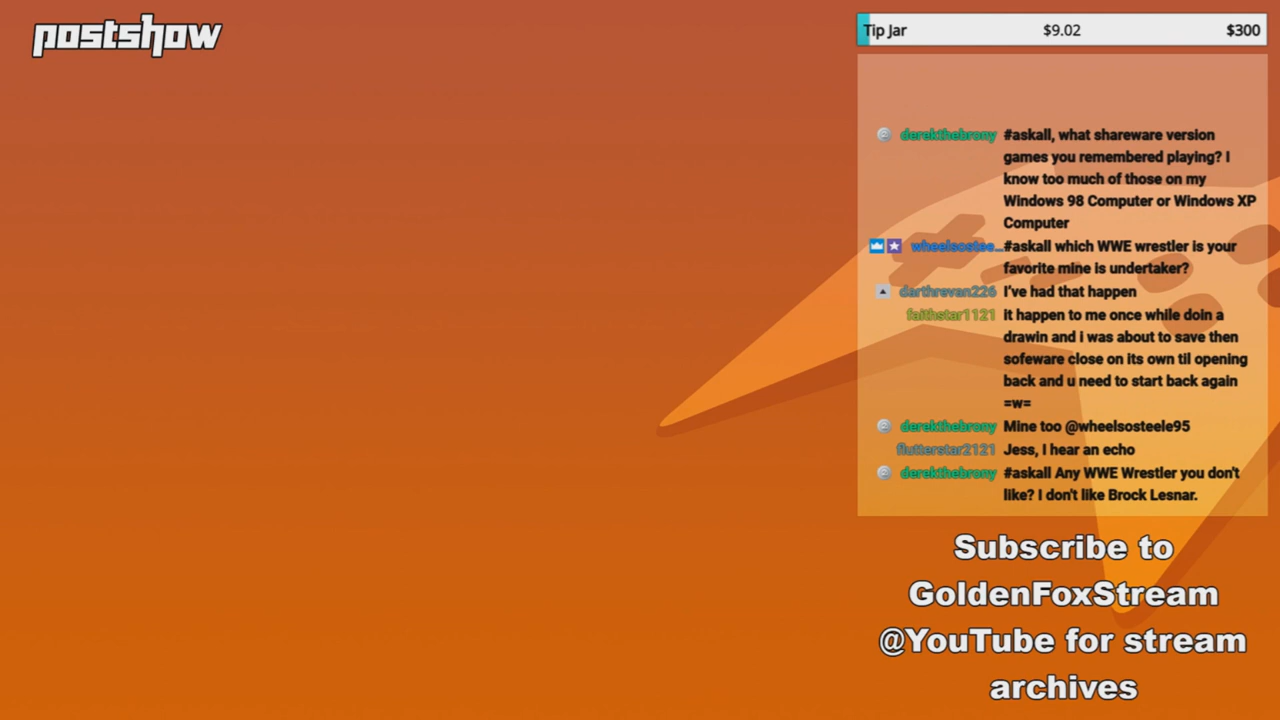 postshow
Tip Jar $9.02 $300
derekthebrony #askall, what shareware version
games you remembered playing? I
know too much of those on my
Windows 98 Computer or Windows XP
Computer
wheelsostee... #askall which WWE wrestler is your
favorite mine is undertaker?
darthrevan226 I've had that happen
faithstar1121 it happen to me once while doin a
drawin and i was about to save then
sofeware close on its own til opening
back and u need to start back again
=w=
derekthebrony Mine too @wheelsosteele95
flutterstar2121 Jess, I hear an echo
derekthebrony #askall Any WWE Wrestler you don't
like? I don't like Brock Lesnar.
Subscribe to
GoldenFoxStream
@YouTube for stream
archives